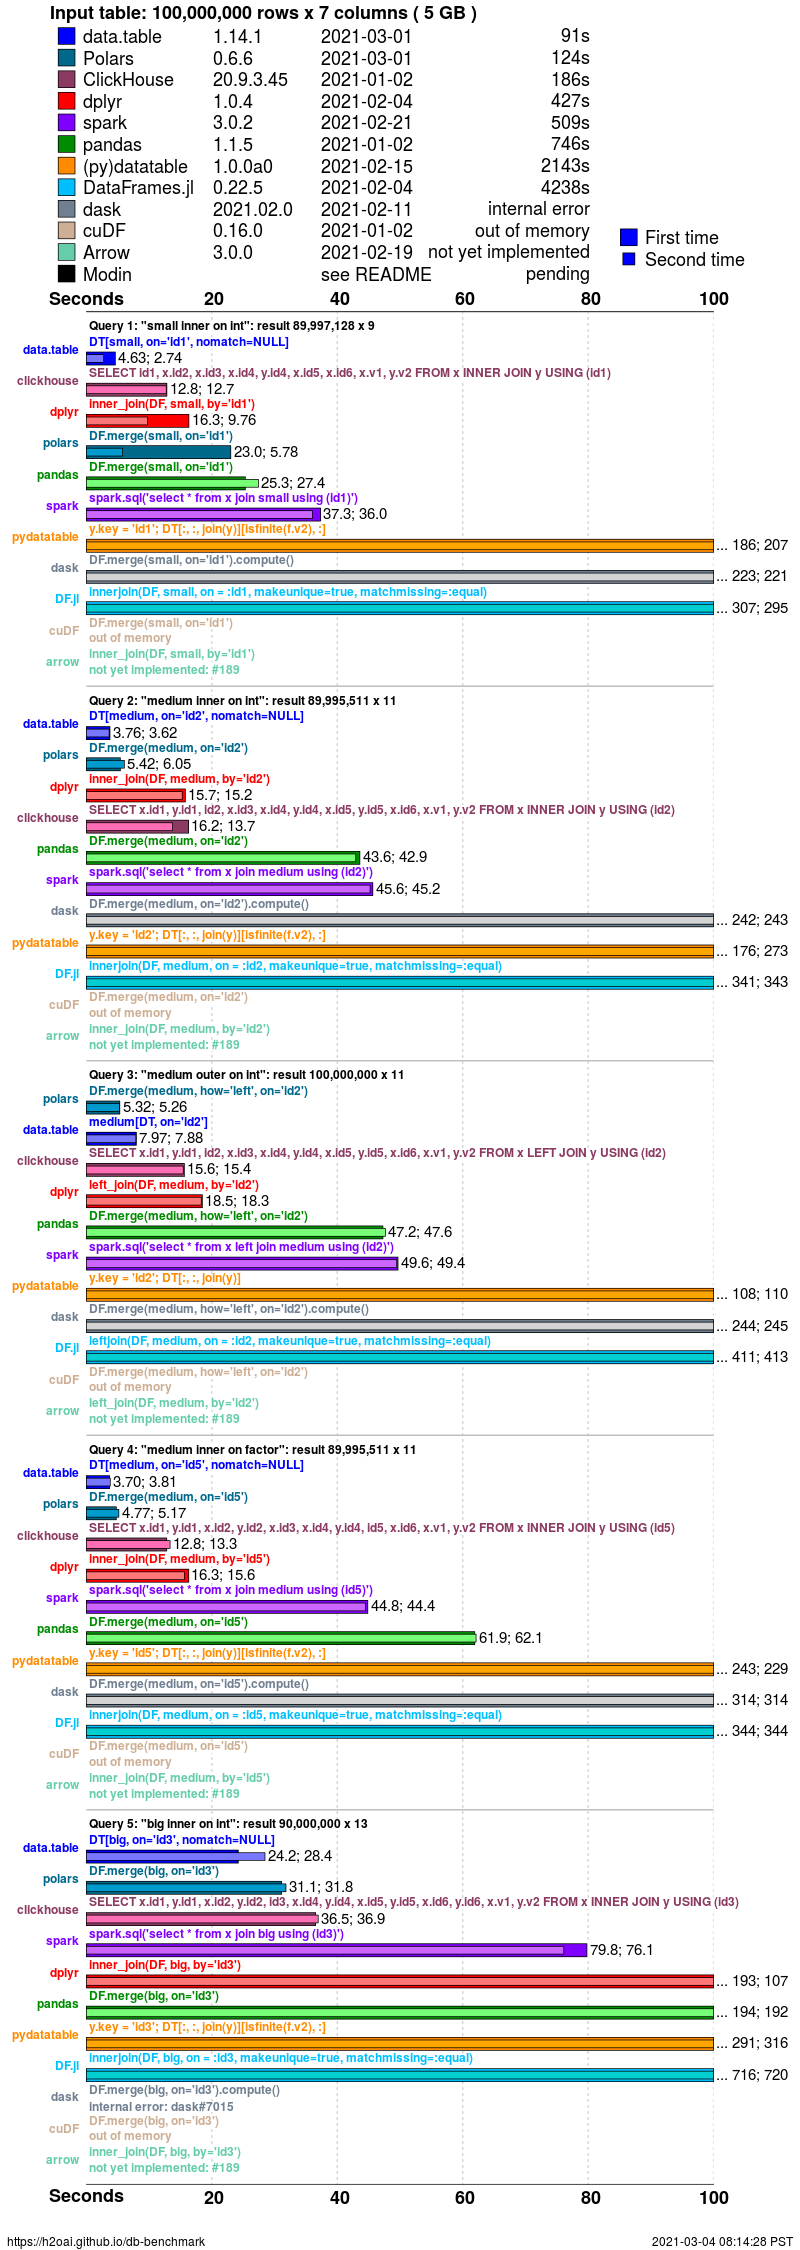 Input table: 100,000,000 rows x 7 columns ( 5 GB )
data.table 1.14.1 2021-03-01 91s
Polars 0.6.6 2021-03-01 124s
ClickHouse 20.9.3.45 2021-01-02 186s
dplyr 1.0.4 2021-02-04 427s
spark 3.0.2 2021-02-21 509s
pandas 1.1.5 2021-01-02 746s
(py)datatable 1.0.0a0 2021-02-15 2143s
DataFrames.jl 0.22.5 2021-02-04 4238s
dask 2021.02.0 2021-02-11 internal error
cuDF 0.16.0 2021-01-02 out of memory
Arrow 3.0.0 2021-02-19 not yet implemented
Modin see README pending
First time
Second time
Seconds 20 40 60 80 100
Query 1: "small inner on int": result 89,997,128 x 9
DT[small, on='id1', nomatch=NULL]
data.table 4.63; 2.74
SELECT id1, x.id2, x.id3, x.id4, y.id4, x.id5, x.id6, x.v1, y.v2 FROM x INNER JOIN y USING (id1)
clickhouse 12.8; 12.7
inner_join(DF, small, by='id1')
dplyr 16.3; 9.76
DF.merge(small, on='id1')
polars 23.0; 5.78
DF.merge(small, on='id1')
pandas 25.3; 27.4
spark.sql('select * from x join small using (id1)')
spark 37.3; 36.0
y.key = 'id1'; DT[:, :, join(y)][isfinite(f.v2), :]
pydatatable ... 186; 207
DF.merge(small, on='id1').compute()
dask ... 223; 221
innerjoin(DF, small, on = :id1, makeunique=true, matchmissing=:equal)
DF.jl ... 307; 295
DF.merge(small, on='id1')
cuDF out of memory
inner_join(DF, small, by='id1')
arrow not yet implemented: #189
Query 2: "medium inner on int": result 89,995,511 x 11
DT[medium, on='id2', nomatch=NULL]
data.table 3.76; 3.62
DF.merge(medium, on='id2')
polars 5.42; 6.05
inner_join(DF, medium, by='id2')
dplyr 15.7; 15.2
SELECT x.id1, y.id1, id2, x.id3, x.id4, y.id4, x.id5, y.id5, x.id6, x.v1, y.v2 FROM x INNER JOIN y USING (id2)
clickhouse 16.2; 13.7
DF.merge(medium, on='id2')
pandas 43.6; 42.9
spark.sql('select * from x join medium using (id2)')
spark 45.6; 45.2
DF.merge(medium, on='id2').compute()
dask ... 242; 243
y.key = 'id2'; DT[:, :, join(y)][isfinite(f.v2), :]
pydatatable ... 176; 273
innerjoin(DF, medium, on = :id2, makeunique=true, matchmissing=:equal)
DF.jl ... 341; 343
DF.merge(medium, on='id2')
cuDF out of memory
inner_join(DF, medium, by='id2')
arrow not yet implemented: #189
Query 3: "medium outer on int": result 100,000,000 x 11
DF.merge(medium, how='left', on='id2')
polars 5.32; 5.26
medium[DT, on='id2']
data.table 7.97; 7.88
SELECT x.id1, y.id1, id2, x.id3, x.id4, y.id4, x.id5, y.id5, x.id6, x.v1, y.v2 FROM x LEFT JOIN y USING (id2)
clickhouse 15.6; 15.4
left_join(DF, medium, by='id2')
dplyr 18.5; 18.3
DF.merge(medium, how='left', on='id2')
pandas 47.2; 47.6
spark.sql('select * from x left join medium using (id2)')
spark 49.6; 49.4
y.key = 'id2'; DT[:, :, join(y)]
pydatatable ... 108; 110
DF.merge(medium, how='left', on='id2').compute()
dask ... 244; 245
leftjoin(DF, medium, on = :id2, makeunique=true, matchmissing=:equal)
DF.jl ... 411; 413
DF.merge(medium, how='left', on='id2')
cuDF out of memory
left_join(DF, medium, by='id2')
arrow not yet implemented: #189
Query 4: "medium inner on factor": result 89,995,511 x 11
DT[medium, on='id5', nomatch=NULL]
data.table 3.70; 3.81
DF.merge(medium, on='id5')
polars 4.77; 5.17
SELECT x.id1, y.id1, x.id2, y.id2, x.id3, x.id4, y.id4, id5, x.id6, x.v1, y.v2 FROM x INNER JOIN y USING (id5)
clickhouse 12.8; 13.3
inner_join(DF, medium, by='id5')
dplyr 16.3; 15.6
spark.sql('select * from x join medium using (id5)')
spark 44.8; 44.4
DF.merge(medium, on='id5')
pandas 61.9; 62.1
y.key = 'id5'; DT[:, :, join(y)][isfinite(f.v2), :]
pydatatable ... 243; 229
DF.merge(medium, on='id5').compute()
dask ... 314; 314
innerjoin(DF, medium, on = :id5, makeunique=true, matchmissing=:equal)
DF.jl ... 344; 344
DF.merge(medium, on='id5')
cuDF out of memory
inner_join(DF, medium, by='id5')
arrow not yet implemented: #189
Query 5: "big inner on int": result 90,000,000 x 13
DT[big, on='id3', nomatch=NULL]
data.table 24.2; 28.4
DF.merge(big, on='id3')
polars 31.1; 31.8
SELECT x.id1, y.id1, x.id2, y.id2, id3, x.id4, y.id4, x.id5, y.id5, x.id6, y.id6, x.v1, y.v2 FROM x INNER JOIN y USING (id3)
clickhouse 36.5; 36.9
spark.sql('select * from x join big using (id3)')
spark 79.8; 76.1
inner_join(DF, big, by='id3')
dplyr ... 193; 107
DF.merge(big, on='id3')
pandas ... 194; 192
y.key = 'id3'; DT[:, :, join(y)][isfinite(f.v2), :]
pydatatable ... 291; 316
innerjoin(DF, big, on = :id3, makeunique=true, matchmissing=:equal)
DF.jl ... 716; 720
DF.merge(big, on='id3').compute()
dask internal error: dask#7015
DF.merge(big, on='id3')
cuDF out of memory
inner_join(DF, big, by='id3')
arrow not yet implemented: #189
Seconds 20 40 60 80 100
https://h2oai.github.io/db-benchmark 2021-03-04 08:14:28 PST